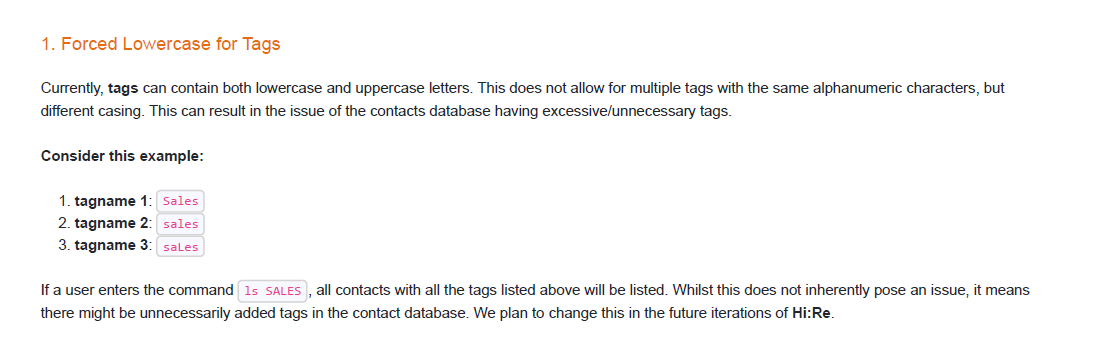 1. Forced Lowercase for Tags
Currently, tags can contain both lowercase and uppercase letters. This does not allow for multiple tags with the same alphanumeric characters, but
different casing. This can result in the issue of the contacts database having excessive/unnecessary tags.
Consider this example:
1. tagname 1: Sales
2. tagname 2: sales
3. tagname 3: saLes
If a user enters the command ls SALES, all contacts with all the tags listed above will be listed. Whilst this does not inherently pose an issue, it means
there might be unnecessarily added tags in the contact database. We plan to change this in the future iterations of Hi:Re.